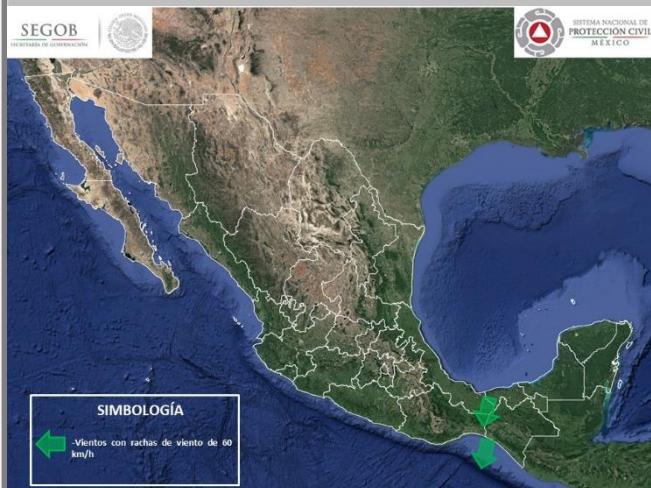 SEGOB
SECRETARÍA DE GOBERNACIÓN
SISTEMA NACIONAL DE
PROTECCIÓN CIVIL
MÉXICO
SIMBOLOGÍA
-Vientos con rachas de viento de 60
km/h